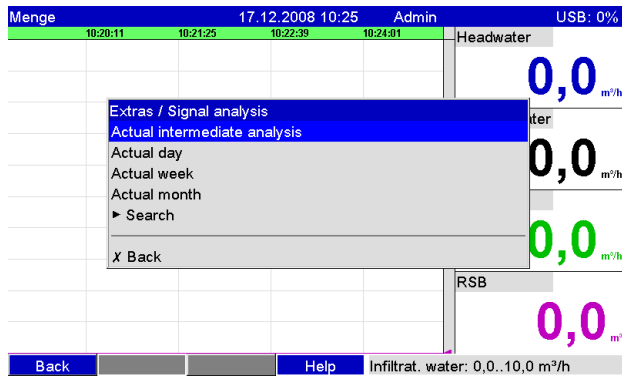 Menge 17.12.2008 10:25 Admin USB: 0%
10:20:11 10:21:25 10:22:39 10:24:01
Headwater
0,0 m³/h
Extras / Signal analysis
Actual intermediate analysis
Actual day
Actual week
Actual month
► Search
✗ Back
0,0 m³/h
0,0 m³/h
RSB
0,0
Back Help Infiltrat. water: 0,0..10,0 m³/h